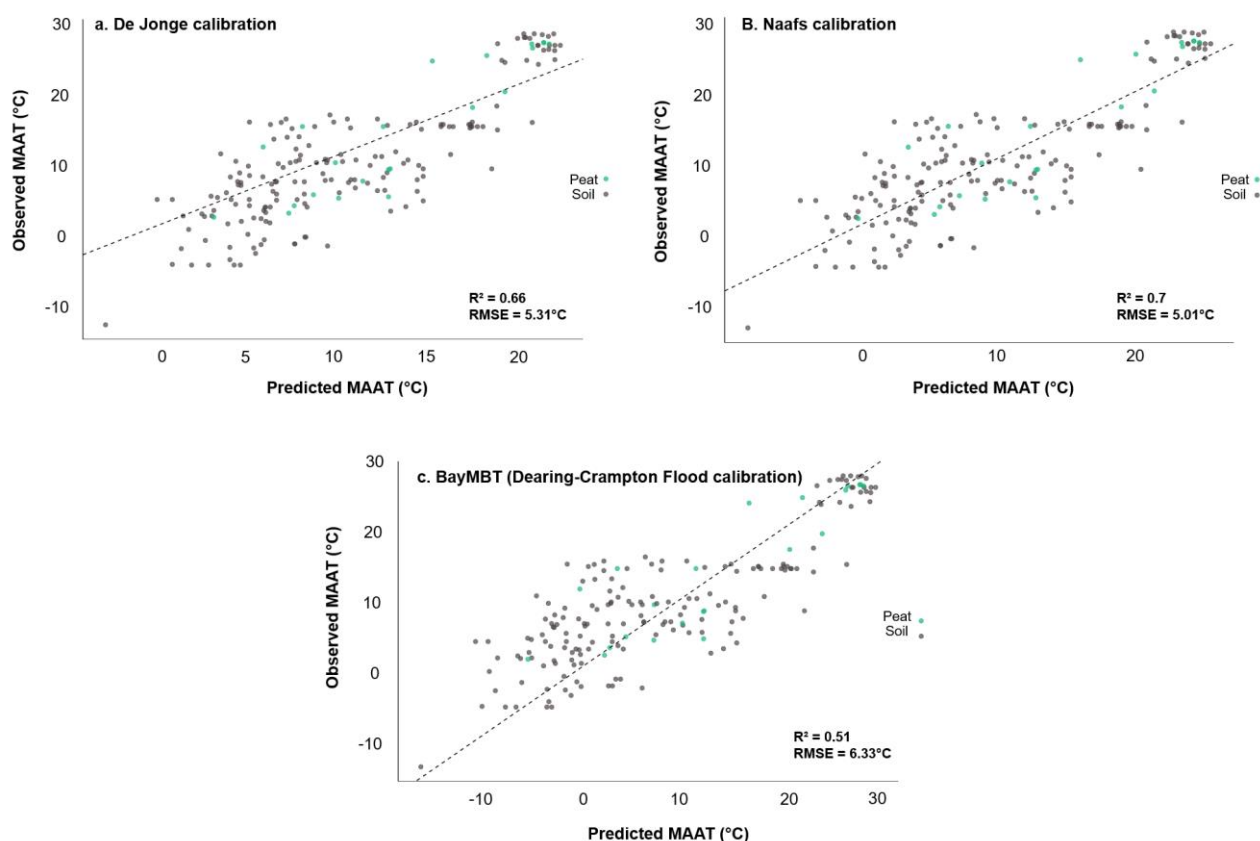 a. De Jonge calibration
30
20
10
0
-10
Observed MAAT (°C)
Peat
Soil
R² = 0.66
RMSE = 5.31°C
0 5 10 15 20
Predicted MAAT (°C)
B. Naafs calibration
30
20
10
0
-10
Observed MAAT (°C)
Peat
Soil
R² = 0.7
RMSE = 5.01°C
0 10 20
Predicted MAAT (°C)
c. BayMBT (Dearing-Crampton Flood calibration)
30
20
10
0
-10
Observed MAAT (°C)
Peat
Soil
R² = 0.51
RMSE = 6.33°C
-10 0 10 20 30
Predicted MAAT (°C)